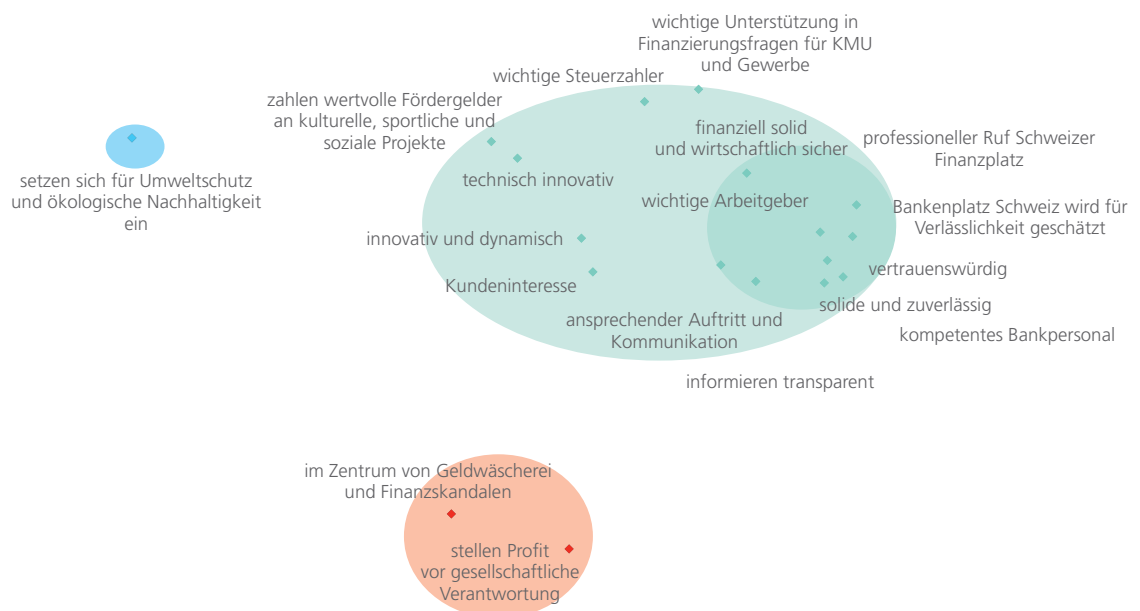 wichtige Unterstützung in
Finanzierungsfragen für KMU
und Gewerbe
wichtige Steuerzahler
zahlen wertvolle Fördergelder
an kulturelle, sportliche und
soziale Projekte
finanziell solid
und wirtschaftlich sicher
professioneller Ruf Schweizer
Finanzplatz
technisch innovativ
setzen sich für Umweltschutz
und ökologische Nachhaltigkeit
ein
wichtige Arbeitgeber
Bankenplatz Schweiz wird für
Verlässlichkeit geschätzt
innovativ und dynamisch
Kundeninteresse
vertrauenswürdig
solide und zuverlässig
ansprechender Auftritt und
Kommunikation
kompetentes Bankpersonal
informieren transparent
im Zentrum von Geldwäscherei
und Finanzskandalen
stellen Profit
vor gesellschaftliche
Verantwortung